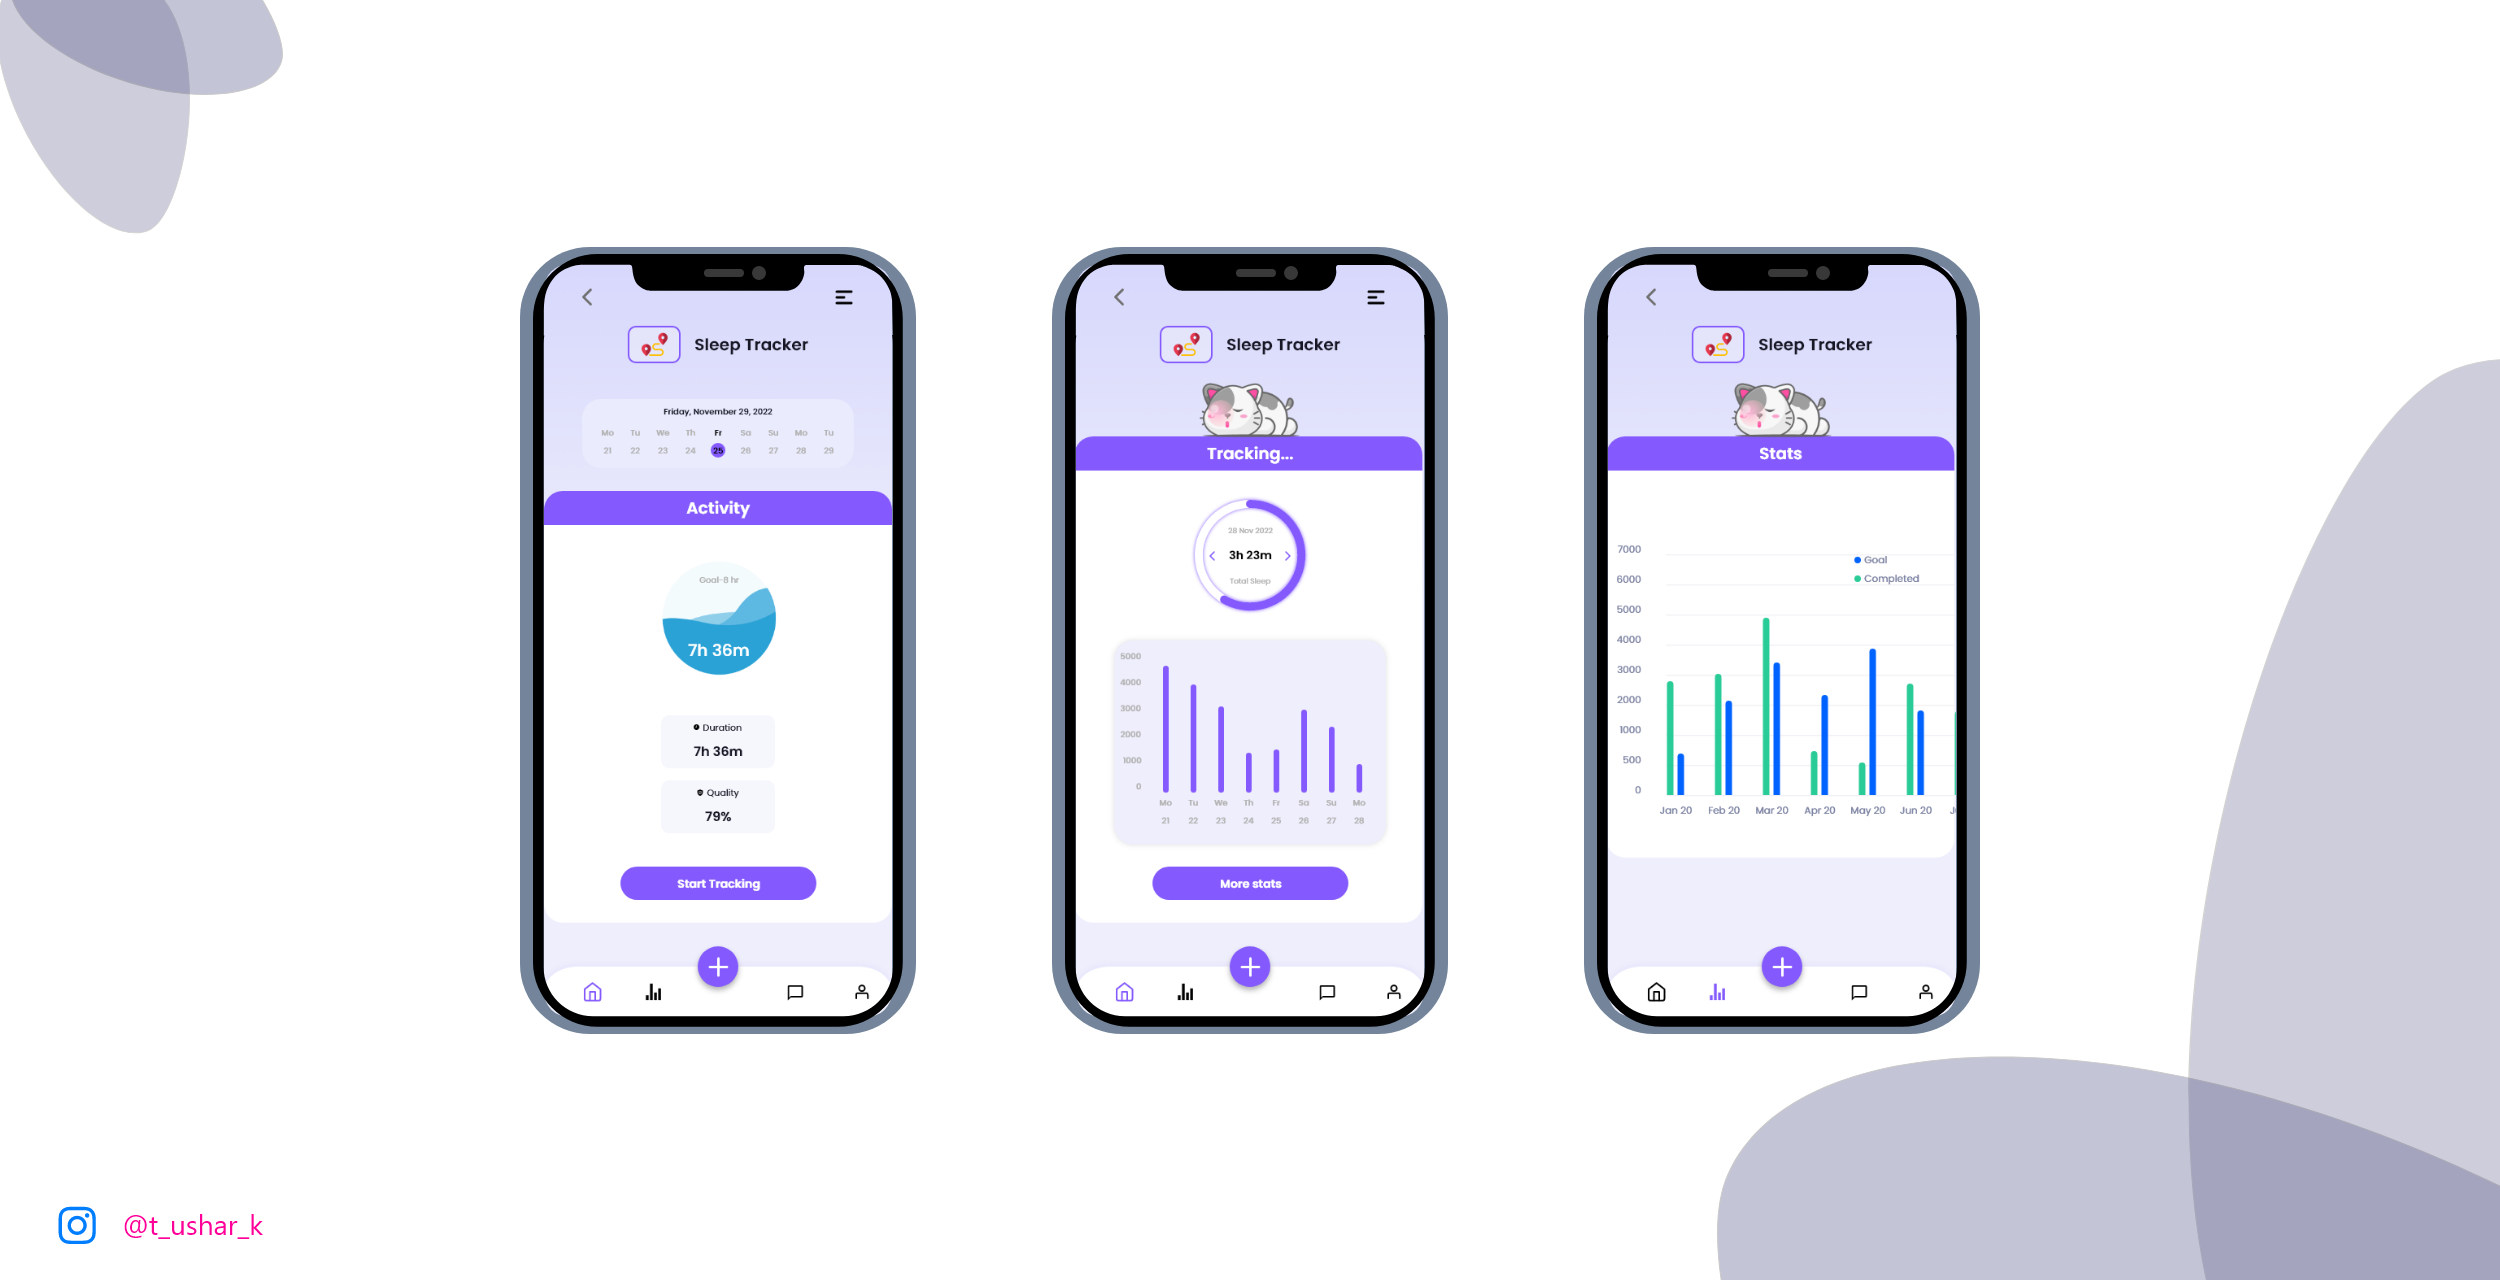 Sleep Tracker
Friday, November 29, 2022
Mo Tu We Th Fr Sa Su Mo Tu
21 22 23 24 25 26 27 28 29
Activity
Goal-8 hr
7h 36m
Duration
7h 36m
Quality
79%
Start Tracking
Sleep Tracker
Tracking...
28 Nov 2022
3h 23m
Total Sleep
5000
4000
3000
2000
1000
0
Mo Tu We Th Fr Sa Su Mo
21 22 23 24 25 26 27 28
More stats
Sleep Tracker
Stats
7000
Goal
6000
Completed
5000
4000
3000
2000
1000
500
0
Jan 20 Feb 20 Mar 20 Apr 20 May 20 Jun 20
@t_ushar_k